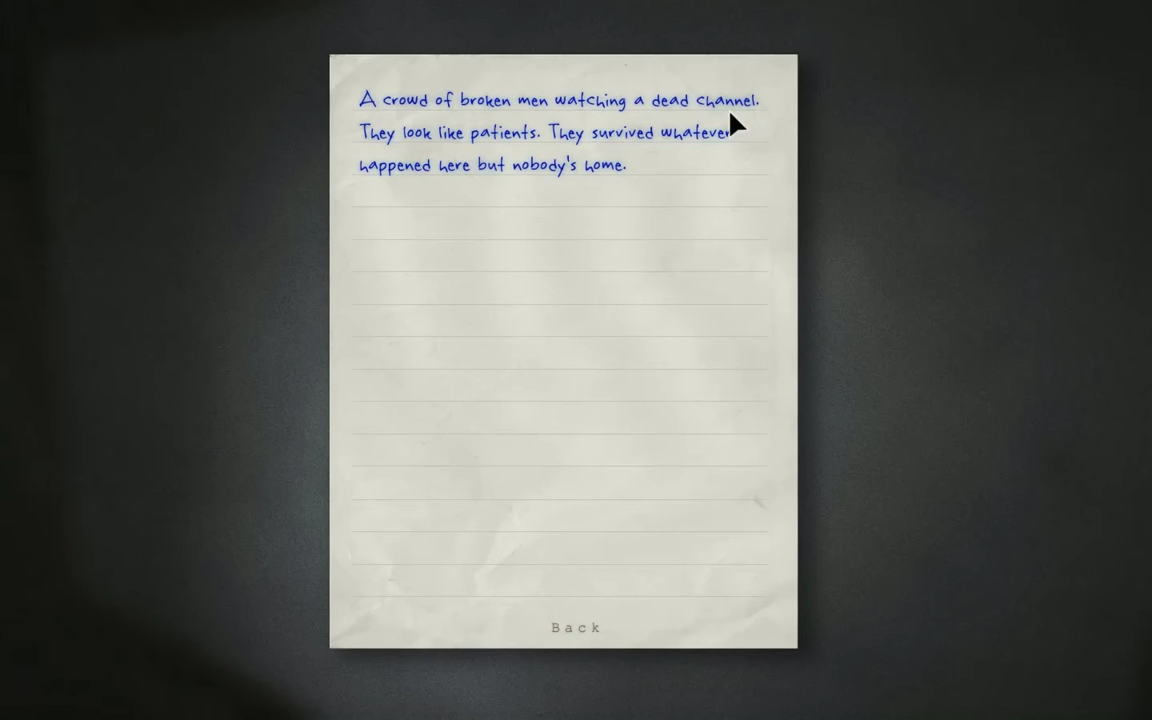 A crowd of broken men watching a dead channel.
They look like patients. They survived whatever
happened here but nobody's home.
Back